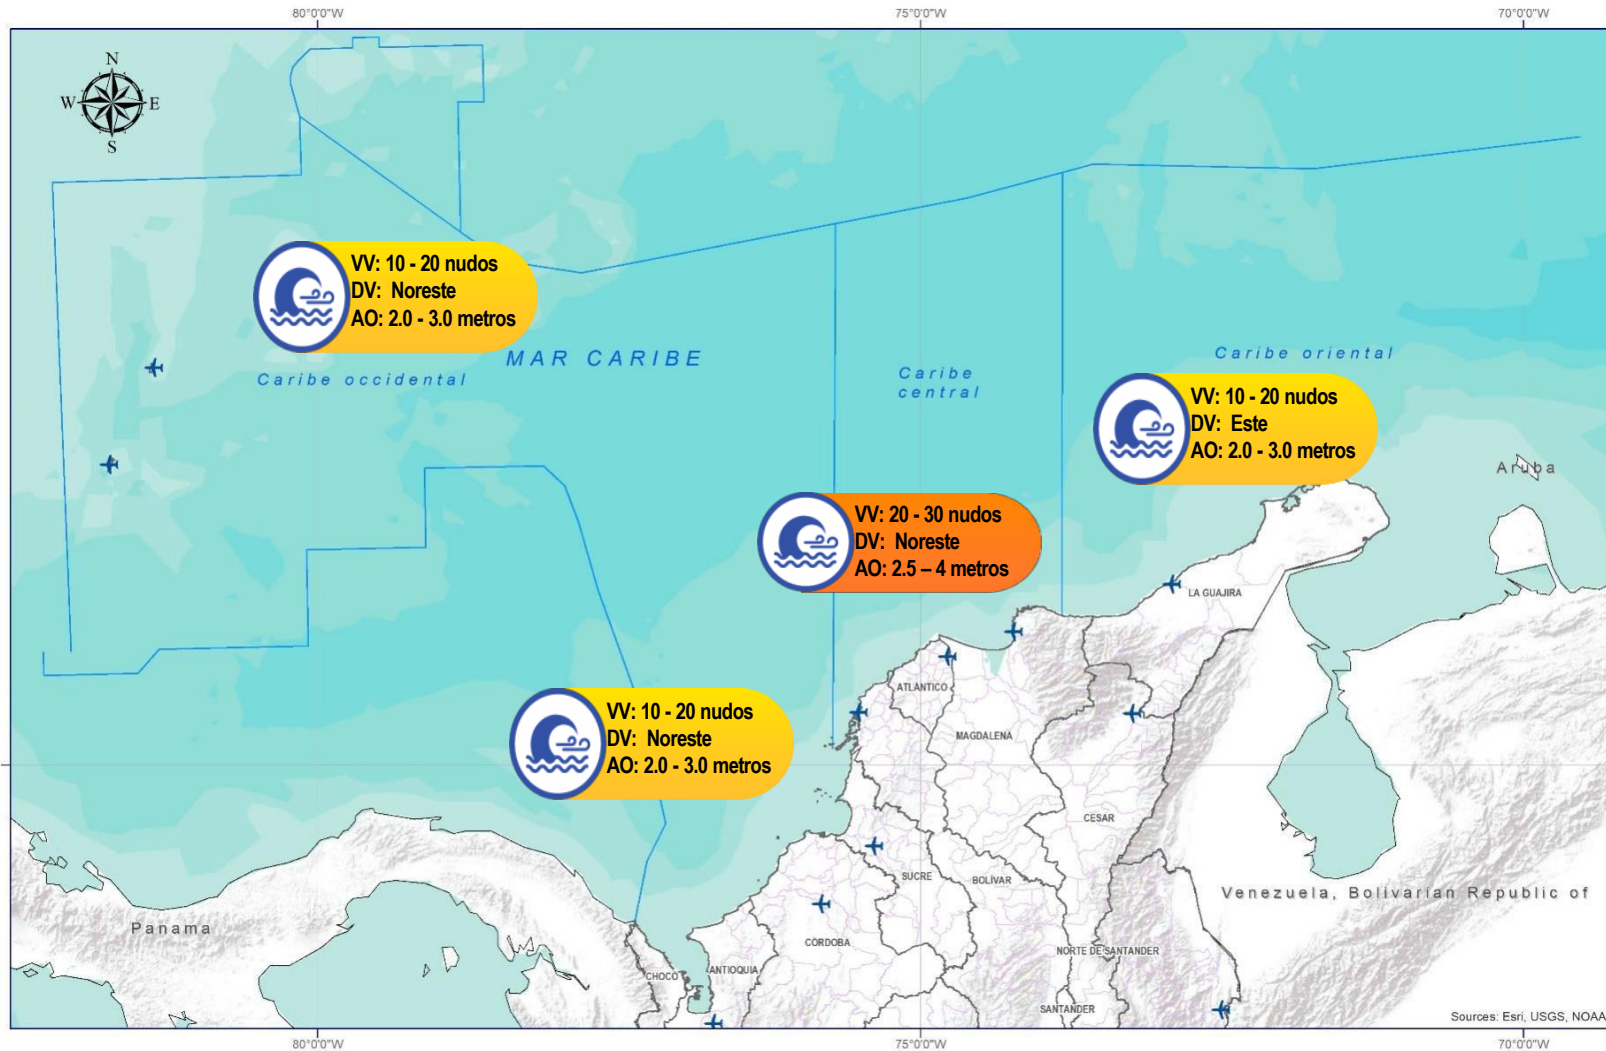 80°0'0"W
75°0'0"W
70°0'0"W
N
W
E
S
VV: 10 - 20 nudos
DV: Noreste
AO: 2.0 - 3.0 metros
MAR CARIBE
Caribe occidental
Caribe
central
Caribe oriental
VV: 10 - 20 nudos
DV: Este
AO: 2.0 - 3.0 metros
Aruba
VV: 20 - 30 nudos
DV: Noreste
AO: 2.5 – 4 metros
LA GUAJIRA
ATLÁNTICO
VV: 10 - 20 nudos
DV: Noreste
AO: 2.0 - 3.0 metros
MAGDALENA
CESAR
SUCRE
BOLÍVAR
Venezuela, Bolivarian Republic of
Panama
CÓRDOBA
NORTE DE SANTANDER
CHOCÓ
ANTIOQUIA
SANTANDER
Sources: Esri, USGS, NOAA
80°0'0"W
75°0'0"W
70°0'0"W